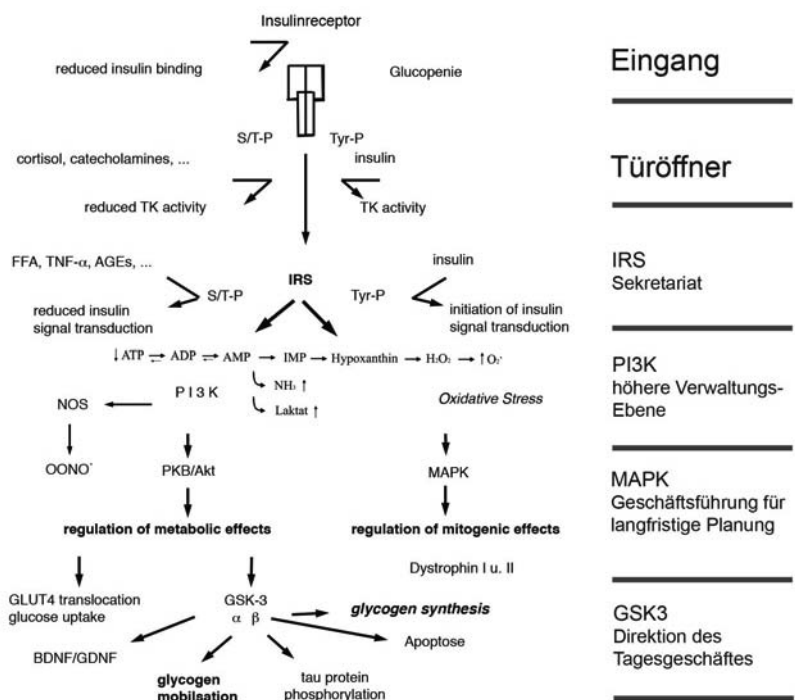 Insulinreceptor
reduced insulin binding
Glucopenie
S/T-P
Tyr-P
cortisol, catecholamines, ...
insulin
reduced TK activity
TK activity
FFA, TNF-α, AGEs, ...
insulin
IRS
S/T-P
Tyr-P
reduced insulin
signal transduction
initiation of insulin
signal transduction
↓ATP ⇌ ADP ⇌ AMP → IMP → Hypoxanthin → H₂O₂ → ↑O₂·
NH₃ ↑
Laktat ↑
P I 3 K
NOS
Oxidative Stress
OONO·
PKB/Akt
MAPK
regulation of metabolic effects
regulation of mitogenic effects
Dystrophin I u. II
GLUT4 translocation
glucose uptake
GSK-3
α β
glycogen synthesis
Apoptose
BDNF/GDNF
glycogen
mobilsation
tau protein
phosphorylation
Eingang
Türöffner
IRS
Sekretariat
PI3K
höhere Verwaltungs-
Ebene
MAPK
Geschäftsführung für
langfristige Planung
GSK3
Direktion des
Tagesgeschäftes